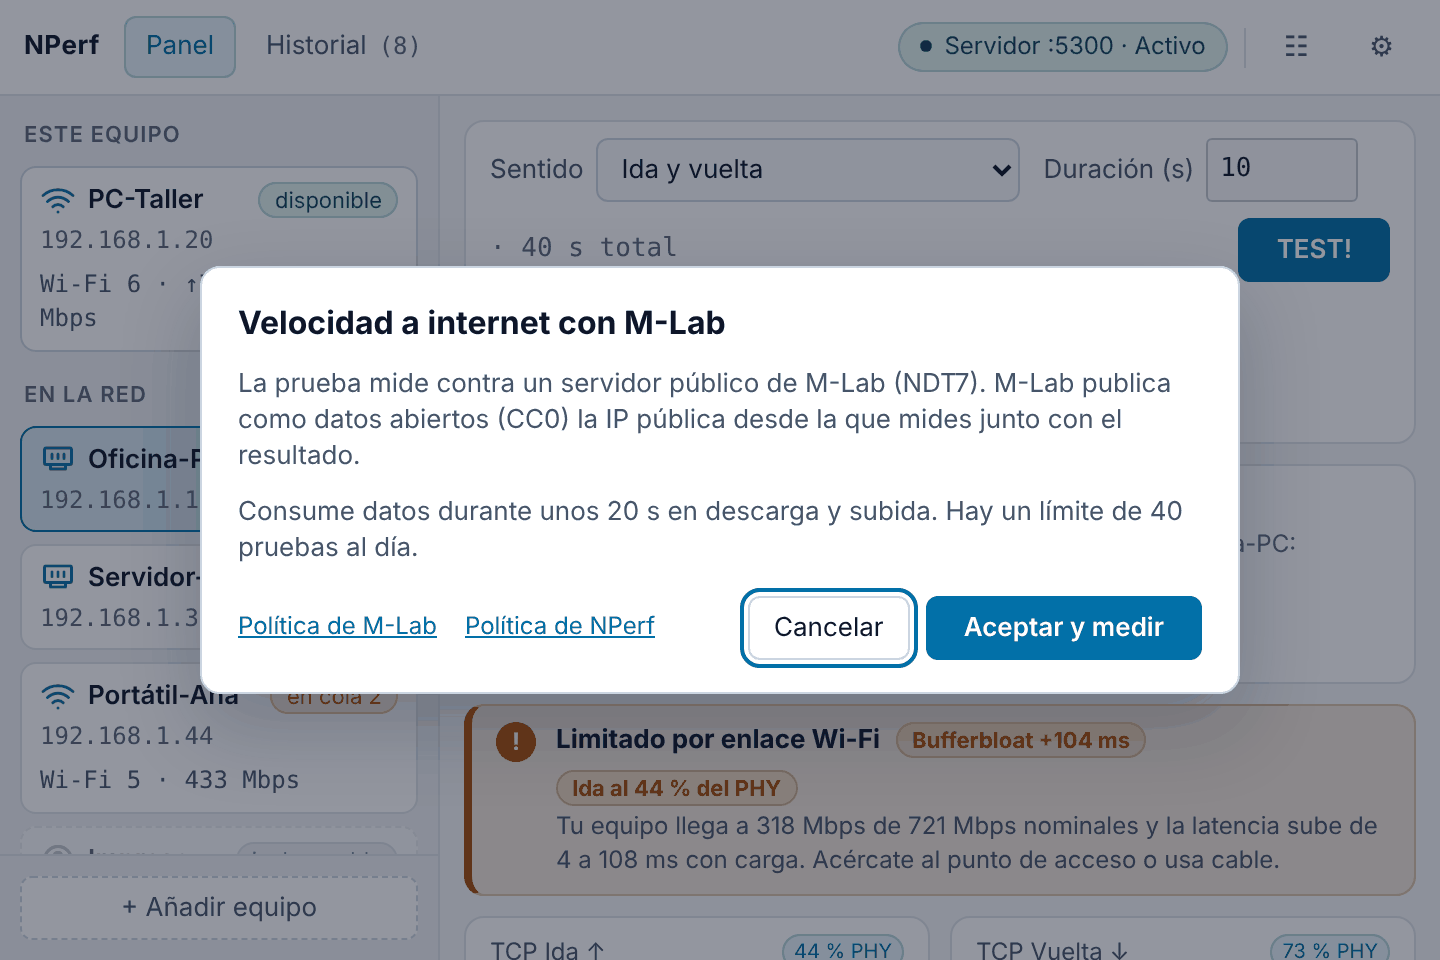 NPerf
Panel
Historial (8)
Servidor :5300 · Activo
ESTE EQUIPO
PC-Taller
disponible
192.168.1.20
Wi-Fi 6 · ↑
Mbps
EN LA RED
Oficina-
192.168.1.1
Servidor-
192.168.1.3
Portátil-Ana
en cola 2
192.168.1.44
Wi-Fi 5 · 433 Mbps
+ Añadir equipo
Sentido
Ida y vuelta
Duración (s)
10
· 40 s total
TEST!
Velocidad a internet con M-Lab
La prueba mide contra un servidor público de M-Lab (NDT7). M-Lab publica
como datos abiertos (CC0) la IP pública desde la que mides junto con el
resultado.
Consume datos durante unos 20 s en descarga y subida. Hay un límite de 40
pruebas al día.
Política de M-Lab
Política de NPerf
Cancelar
Aceptar y medir
a-PC:
! Limitado por enlace Wi-Fi
Bufferbloat +104 ms
Ida al 44 % del PHY
Tu equipo llega a 318 Mbps de 721 Mbps nominales y la latencia sube de
4 a 108 ms con carga. Acércate al punto de acceso o usa cable.
TCP Ida ↑
44 % PHY
TCP Vuelta ↓
73 % PHY